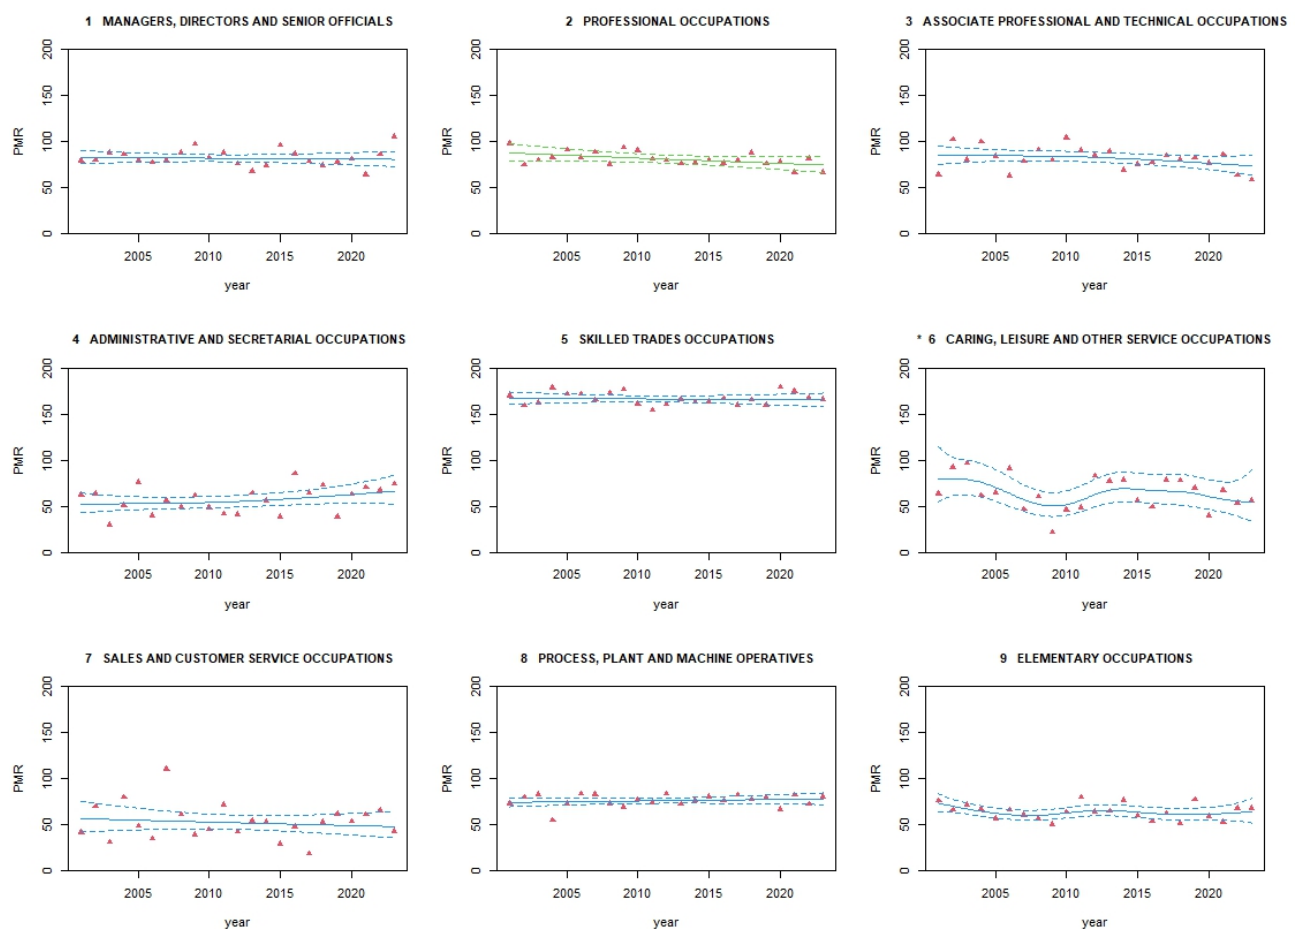 1 MANAGERS, DIRECTORS AND SENIOR OFFICIALS
PMR
200
150
100
50
0
2005 2010 2015 2020
year
2 PROFESSIONAL OCCUPATIONS
PMR
200
150
100
50
0
2005 2010 2015 2020
year
3 ASSOCIATE PROFESSIONAL AND TECHNICAL OCCUPATIONS
PMR
200
150
100
50
0
2005 2010 2015 2020
year
4 ADMINISTRATIVE AND SECRETARIAL OCCUPATIONS
PMR
200
150
100
50
0
2005 2010 2015 2020
year
5 SKILLED TRADES OCCUPATIONS
PMR
200
150
100
50
0
2005 2010 2015 2020
year
* 6 CARING, LEISURE AND OTHER SERVICE OCCUPATIONS
PMR
200
150
100
50
0
2005 2010 2015 2020
year
7 SALES AND CUSTOMER SERVICE OCCUPATIONS
PMR
200
150
100
50
0
2005 2010 2015 2020
year
8 PROCESS, PLANT AND MACHINE OPERATIVES
PMR
200
150
100
50
0
2005 2010 2015 2020
year
9 ELEMENTARY OCCUPATIONS
PMR
200
150
100
50
0
2005 2010 2015 2020
year